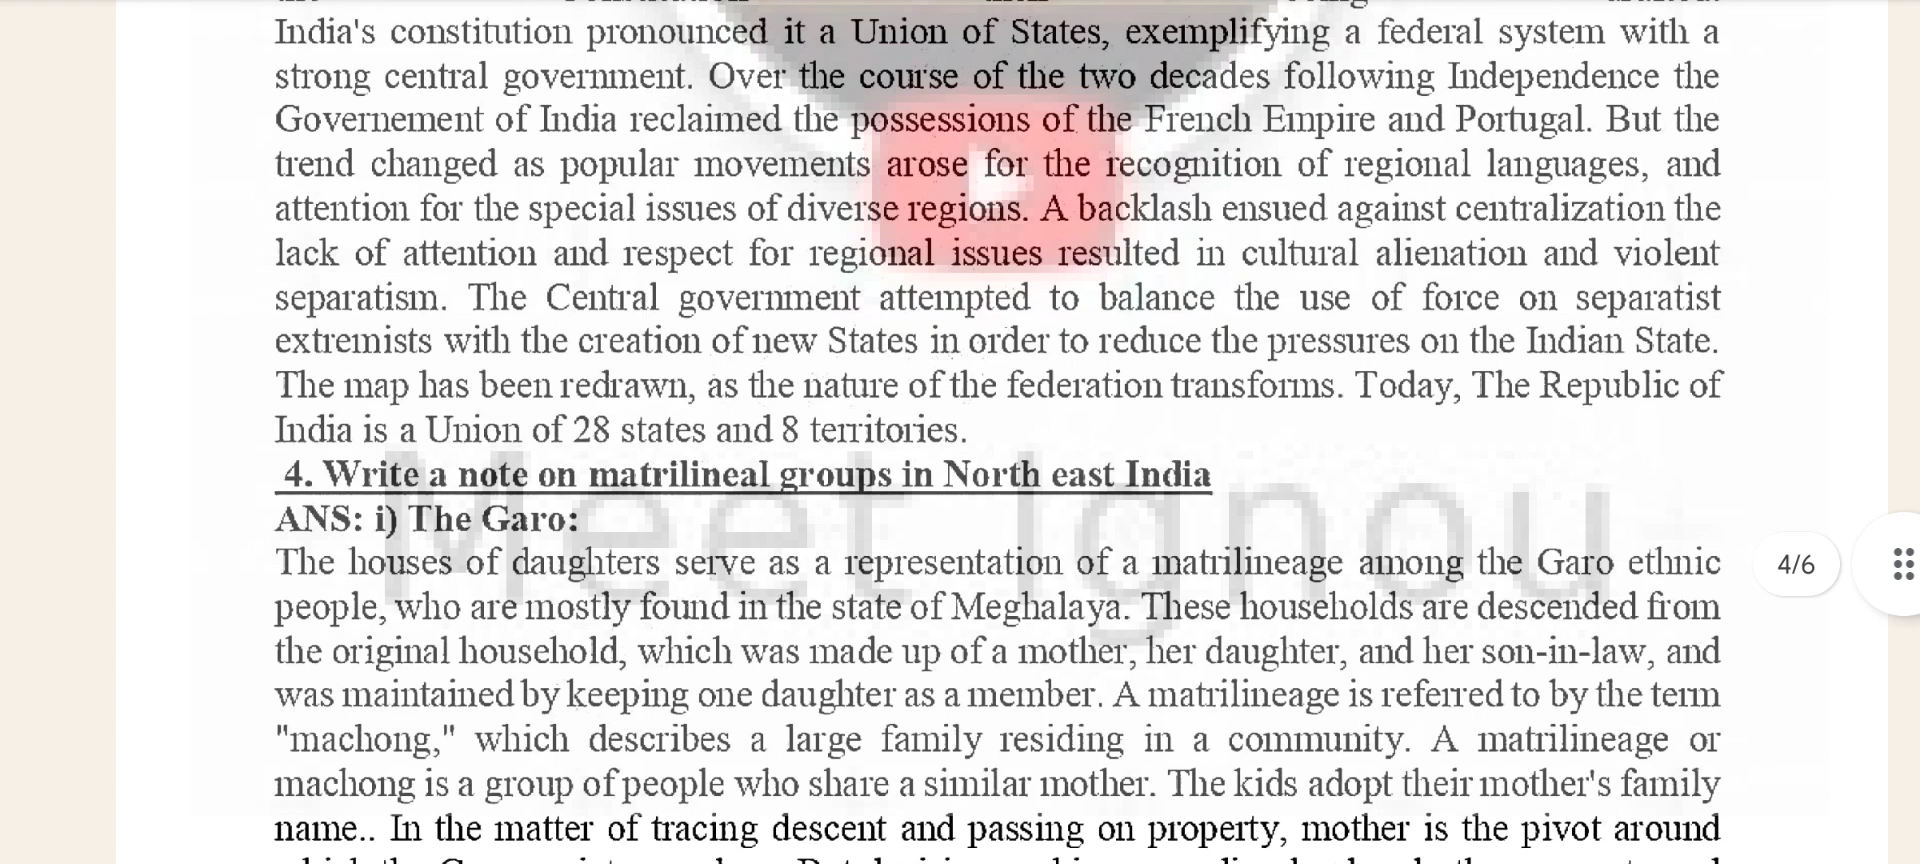 India's constitution pronounced it a Union of States, exemplifying a federal system with a
strong central government. Over the course of the two decades following Independence the
Governement of India reclaimed the possessions of the French Empire and Portugal. But the
trend changed as popular movements arose for the recognition of regional languages, and
attention for the special issues of diverse regions. A backlash ensued against centralization the
lack of attention and respect for regional issues resulted in cultural alienation and violent
separatism. The Central government attempted to balance the use of force on separatist
extremists with the creation of new States in order to reduce the pressures on the Indian State.
The map has been redrawn, as the nature of the federation transforms. Today, The Republic of
India is a Union of 28 states and 8 territories.
4. Write a note on matrilineal groups in North east India
ANS: i) The Garo:
Meet Ignou
The houses of daughters serve as a representation of a matrilineage among the Garo ethnic
4/6
people, who are mostly found in the state of Meghalaya. These households are descended from
the original household, which was made up of a mother, her daughter, and her son-in-law, and
was maintained by keeping one daughter as a member. A matrilineage is referred to by the term
"machong," which describes a large family residing in a community. A matrilineage or
machong is a group of people who share a similar mother. The kids adopt their mother's family
name.. In the matter of tracing descent and passing on property, mother is the pivot around